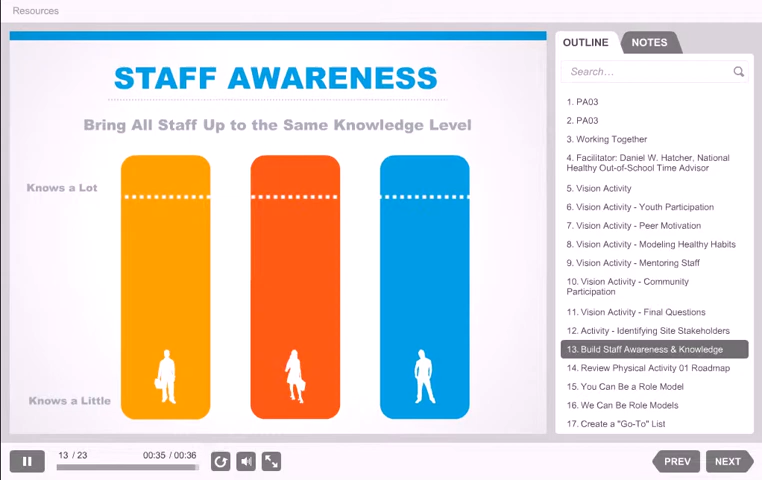 Resources
STAFF AWARENESS
Bring All Staff Up to the Same Knowledge Level
Knows a Lot
Knows a Little
OUTLINE
NOTES
Search...
1. PA03
2. PA03
3. Working Together
4. Facilitator: Daniel W. Hatcher, National
Healthy Out-of-School Time Advisor
5. Vision Activity
6. Vision Activity - Youth Participation
7. Vision Activity - Peer Motivation
8. Vision Activity - Modeling Healthy Habits
9. Vision Activity - Mentoring Staff
10. Vision Activity - Community
Participation
11. Vision Activity - Final Questions
12. Activity - Identifying Site Stakeholders
13. Build Staff Awareness & Knowledge
14. Review Physical Activity 01 Roadmap
15. You Can Be a Role Model
16. We Can Be Role Models
17. Create a "Go-To" List
13 / 23
00:35 / 00:36
PREV
NEXT